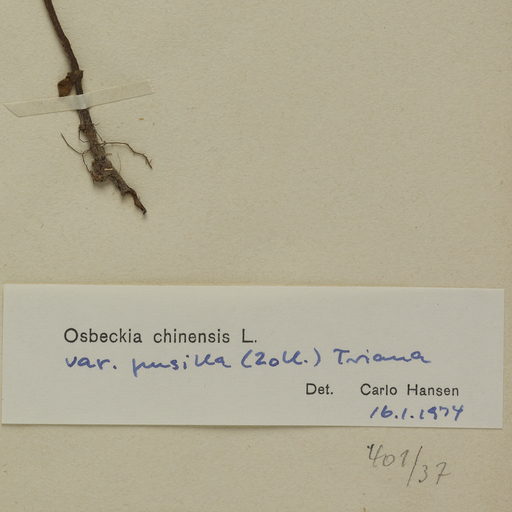 Osbeckia chinensis L.
var. pusilla (Zoll.) Triana
Det. Carlo Hansen
16.1.1974
401/37